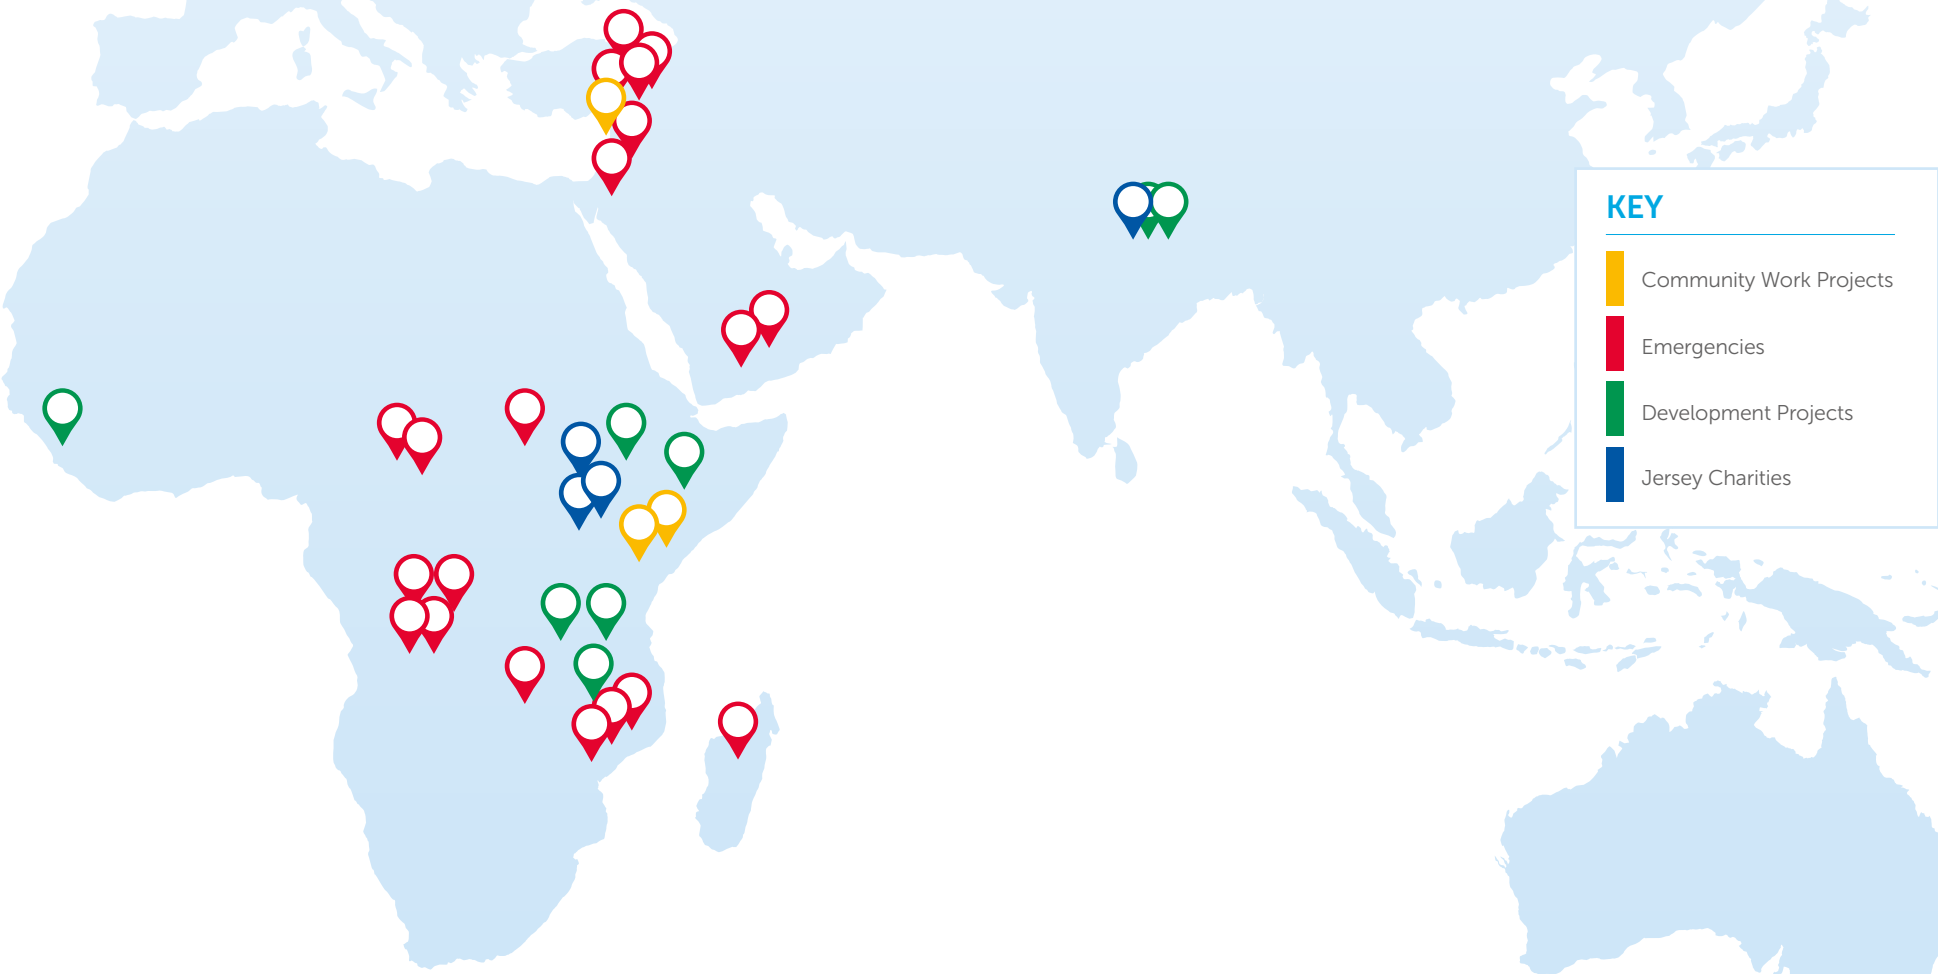 KEY
Community Work Projects
Emergencies
Development Projects
Jersey Charities